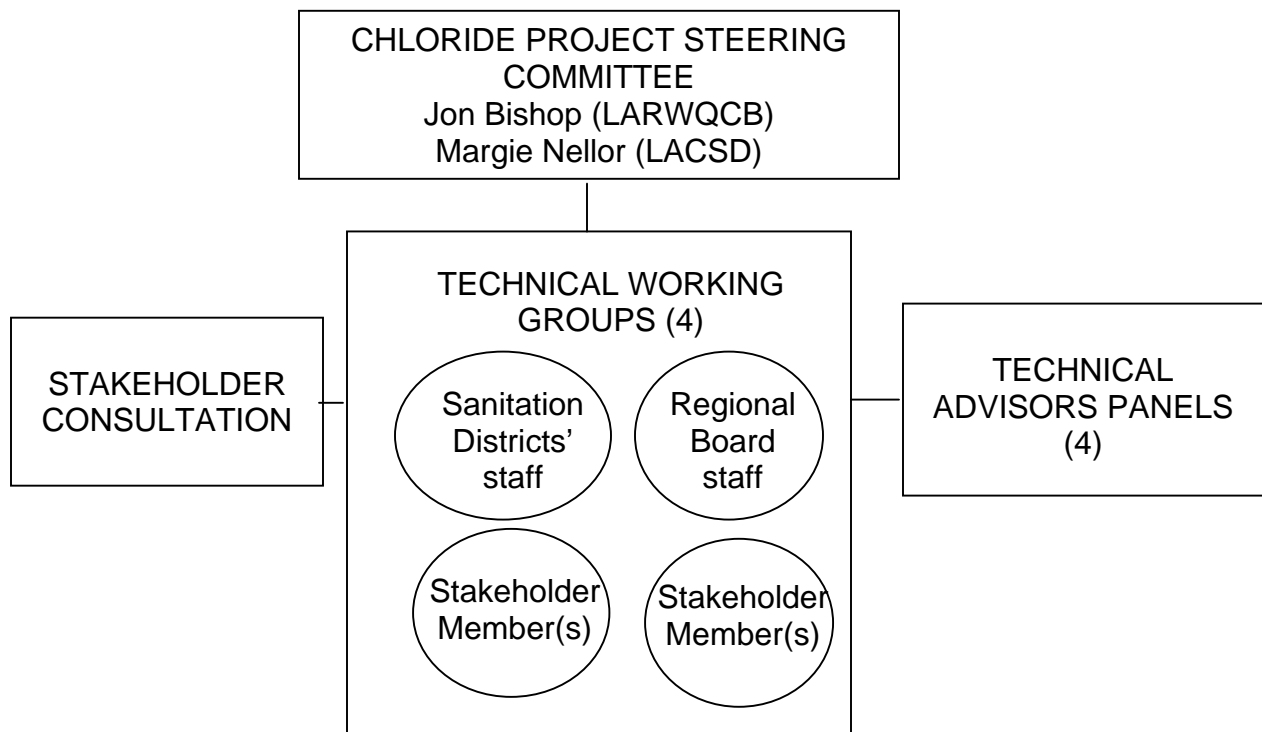 CHLORIDE PROJECT STEERING
COMMITTEE
Jon Bishop (LARWQCB)
Margie Nellor (LACSD)
TECHNICAL WORKING
GROUPS (4)
STAKEHOLDER
CONSULTATION
Sanitation
Districts’
staff
Regional
Board
staff
Stakeholder
Member(s)
Stakeholder
Member(s)
TECHNICAL
ADVISORS PANELS
(4)